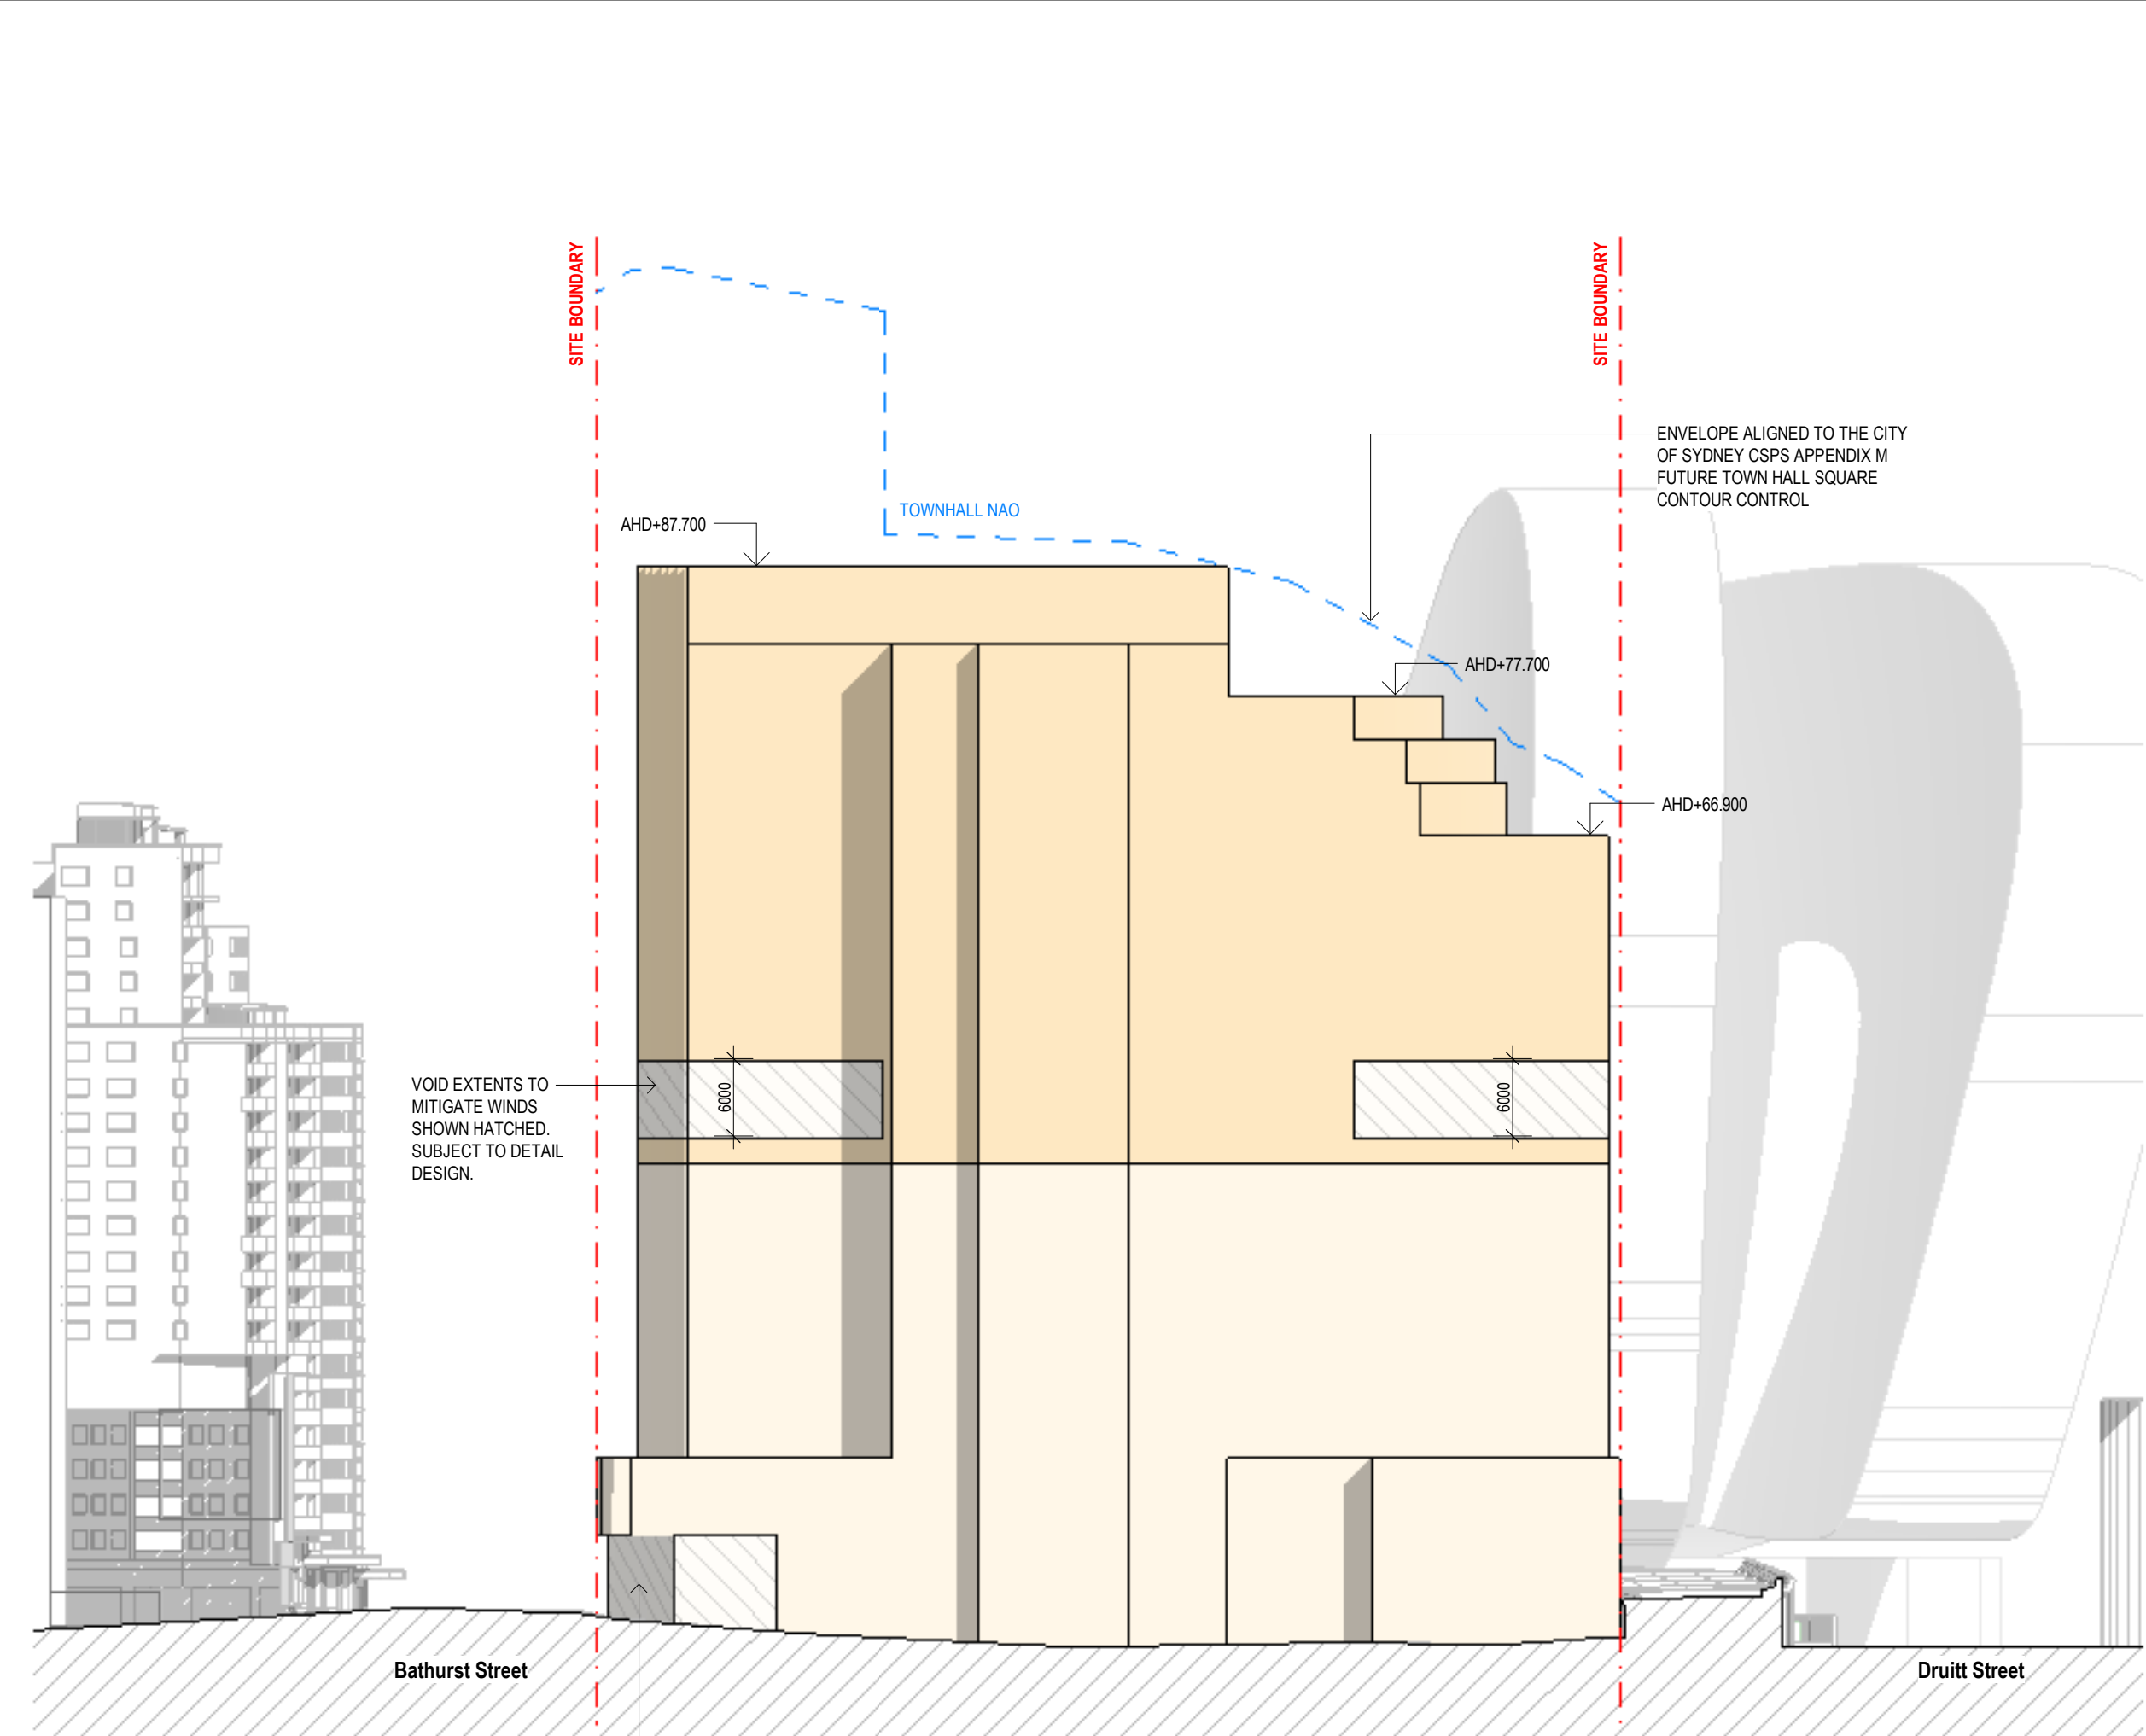 SITE BOUNDARY
SITE BOUNDARY
ENVELOPE ALIGNED TO THE CITY
OF SYDNEY CSPS APPENDIX M
FUTURE TOWN HALL SQUARE
CONTOUR CONTROL
TOWNHALL NAO
AHD+87.700
AHD+77.700
AHD+66.900
VOID EXTENTS TO
MITIGATE WINDS
SHOWN HATCHED.
SUBJECT TO DETAIL
DESIGN.
6000
6000
Bathurst Street
Druitt Street